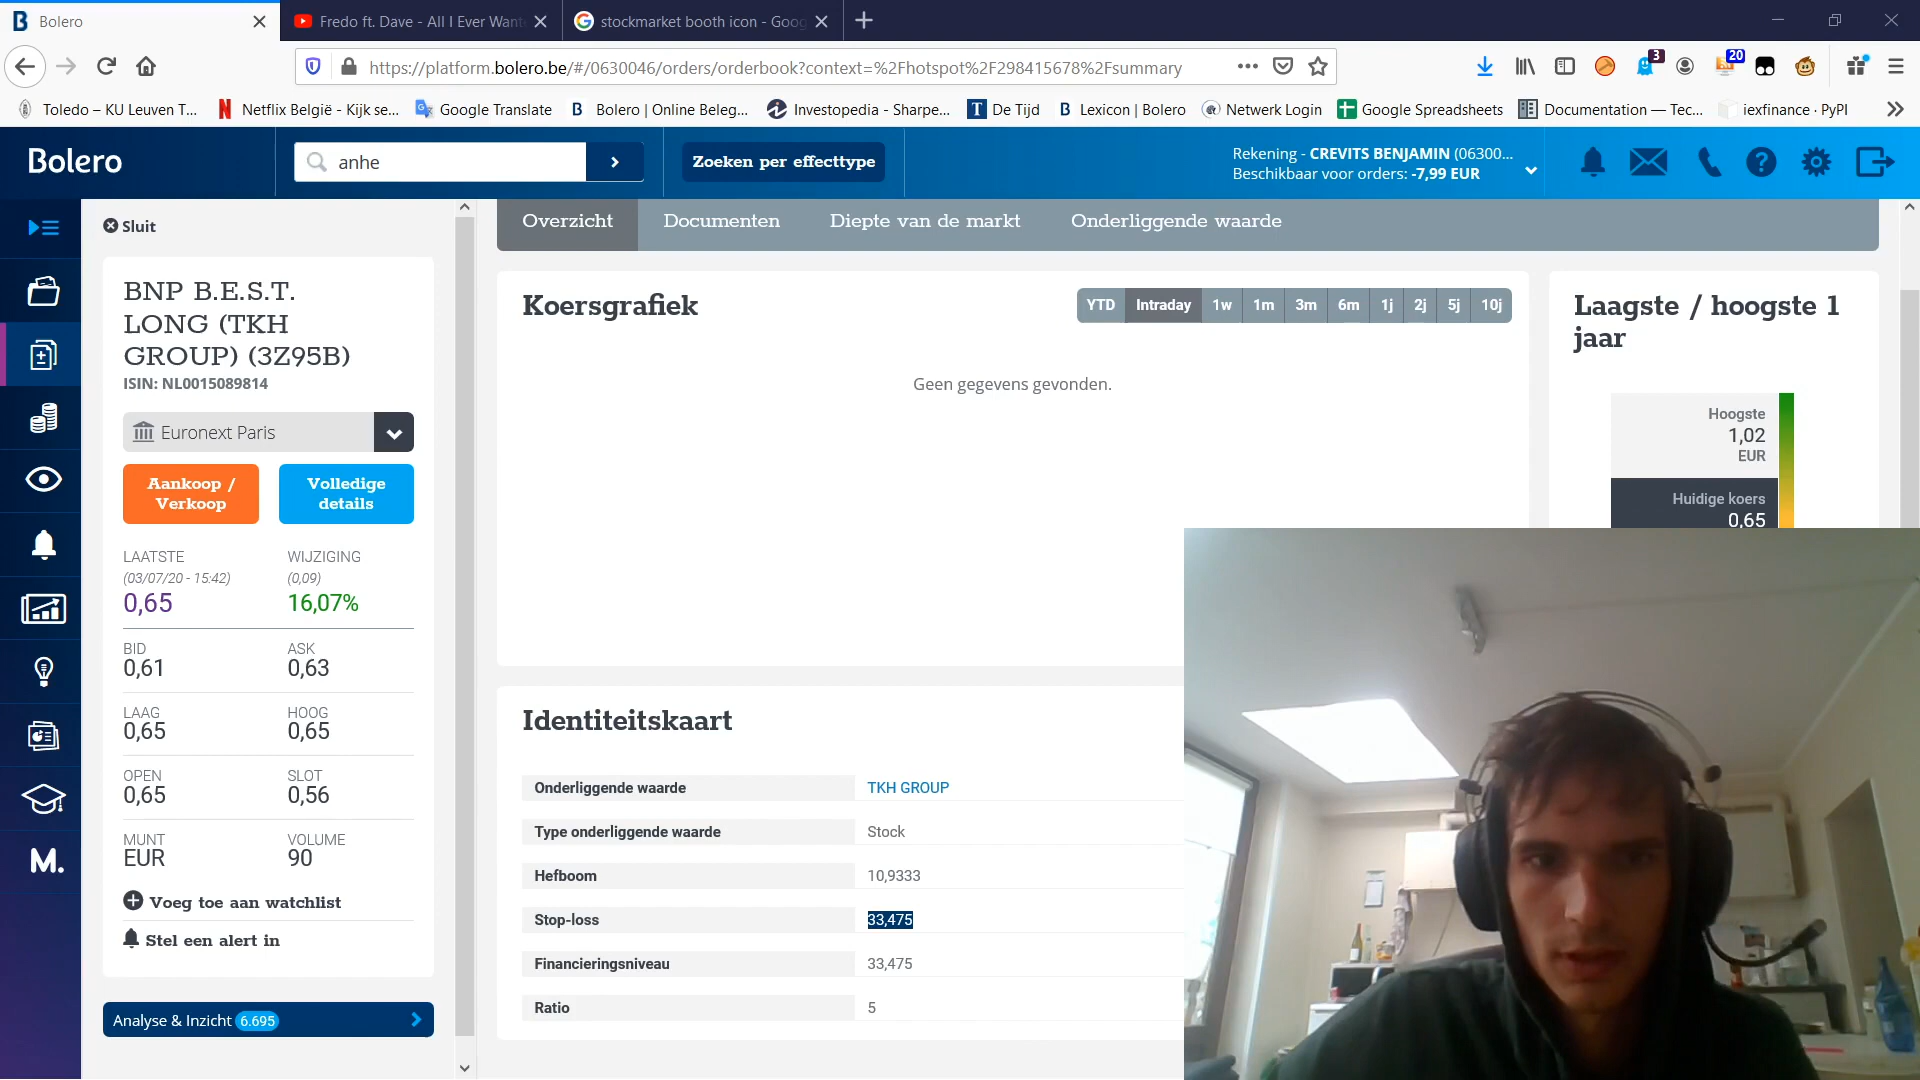 Bolero
Fredo ft. Dave - All I Ever Want
stockmarket booth icon - Goog
https://platform.bolero.be/#/0630046/orders/orderbook?context=%2Fhotspot%2F298415678%2Fsummary
3
20
Toledo – KU Leuven T...
Netflix België - Kijk se...
Google Translate
Bolero | Online Beleg...
Investopedia - Sharpe...
De Tijd
Lexicon | Bolero
Netwerk Login
Google Spreadsheets
Documentation — Tec...
iexfinance · PyPI
Bolero
anhe
Zoeken per effecttype
Rekening - CREVITS BENJAMIN (06300...
Beschikbaar voor orders: -7,99 EUR
Sluit
BNP B.E.S.T.
LONG (TKH
GROUP) (3Z95B)
ISIN: NL0015089814
Euronext Paris
Aankoop /
Verkoop
Volledige
details
LAATSTE
(03/07/20 - 15:42)
0,65
WIJZIGING
(0,09)
16,07%
BID
0,61
ASK
0,63
LAAG
0,65
HOOG
0,65
OPEN
0,65
SLOT
0,56
MUNT
EUR
VOLUME
90
Voeg toe aan watchlist
Stel een alert in
Analyse & Inzicht 6.695
M.
Overzicht
Documenten
Diepte van de markt
Onderliggende waarde
Koersgrafiek
YTD
Intraday
1w
1m
3m
6m
1j
2j
5j
10j
Geen gegevens gevonden.
Laagste / hoogste 1
jaar
Hoogste
1,02
EUR
Huidige koers
0,65
Identiteitskaart
Onderliggende waarde
TKH GROUP
Type onderliggende waarde
Stock
Hefboom
10,9333
Stop-loss
33,475
Financieringsniveau
33,475
Ratio
5